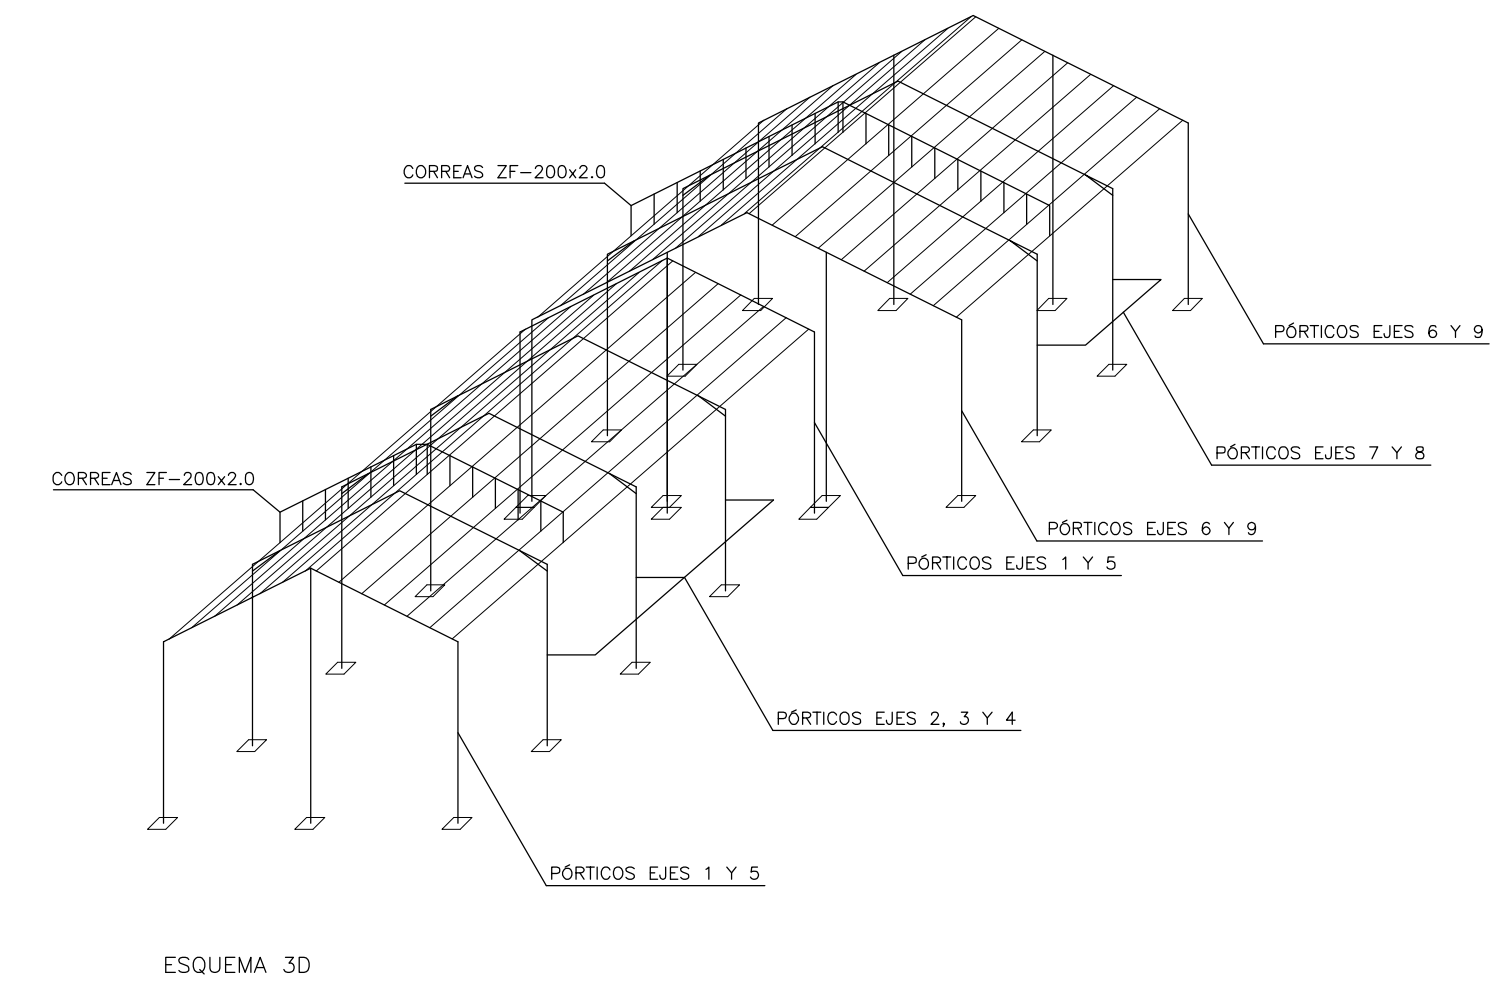 CORREAS ZF-200x2.0
PÓRTICOS EJES 6 Y 9
PÓRTICOS EJES 7 Y 8
CORREAS ZF-200x2.0
PÓRTICOS EJES 6 Y 9
PÓRTICOS EJES 1 Y 5
PÓRTICOS EJES 2, 3 Y 4
PÓRTICOS EJES 1 Y 5
ESQUEMA 3D